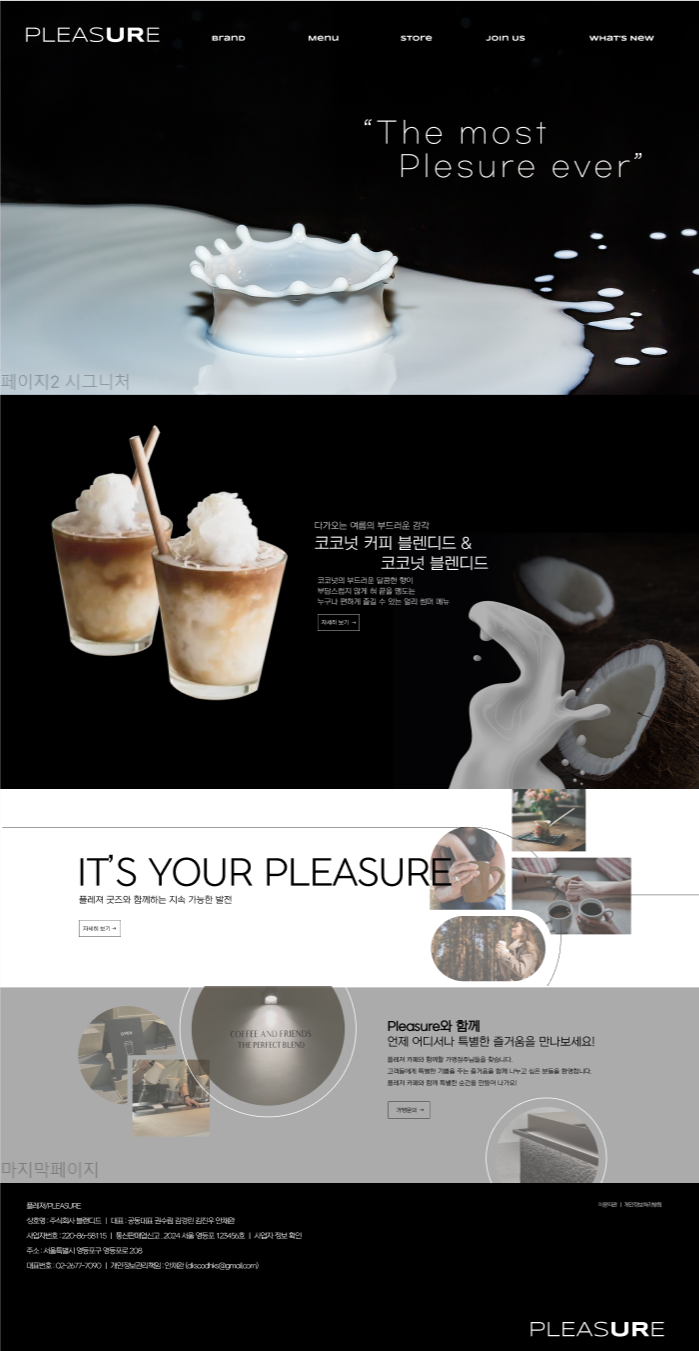 PLEASURE
Brand
Menu
Store
Join us
What's New
“The most
Plesure ever”
페이지2 시그니처
다가오는 여름의 부드러운 감각
코코넛 커피 블렌디드 &
코코넛 블렌디드
코코넛의 부드러운 달콤한 향이
부담스럽지 않게 혀 끝을 맴도는
누구나 편하게 즐길 수 있는 얼리 썸머 메뉴
자세히 보기 →
IT’S YOUR PLEASURE
플레져 굿즈와 함께하는 지속 가능한 발전
자세히 보기 →
COFFEE AND FRIENDS
THE PERFECT BLEND
Pleasure와 함께
언제 어디서나 특별한 즐거움을 만나보세요!
플레져 카페와 함께할 가맹점주님들을 찾습니다.
고객들에게 특별한 기쁨을 주는 즐거움을 함께 나누고 싶은 분들을 환영합니다.
플레져 카페와 함께 특별한 순간을 만들어 나가요!
가맹문의 →
마지막페이지
플레져/PLEASURE
이용약관 | 개인정보처리방침
상호명 : 주식회사 블렌디드 | 대표 : 공동대표 권수림 김경린 김진우 안채완
사업자번호 : 220-86-58115 | 통신판매업신고 . 2024 서울 영등포 123456호 | 사업자 정보 확인
주소 : 서울특별시 영등포구 영등포로 208
대표번호 : 02-2677-7090 | 개인정보관리책임 : 안채완
PLEASURE